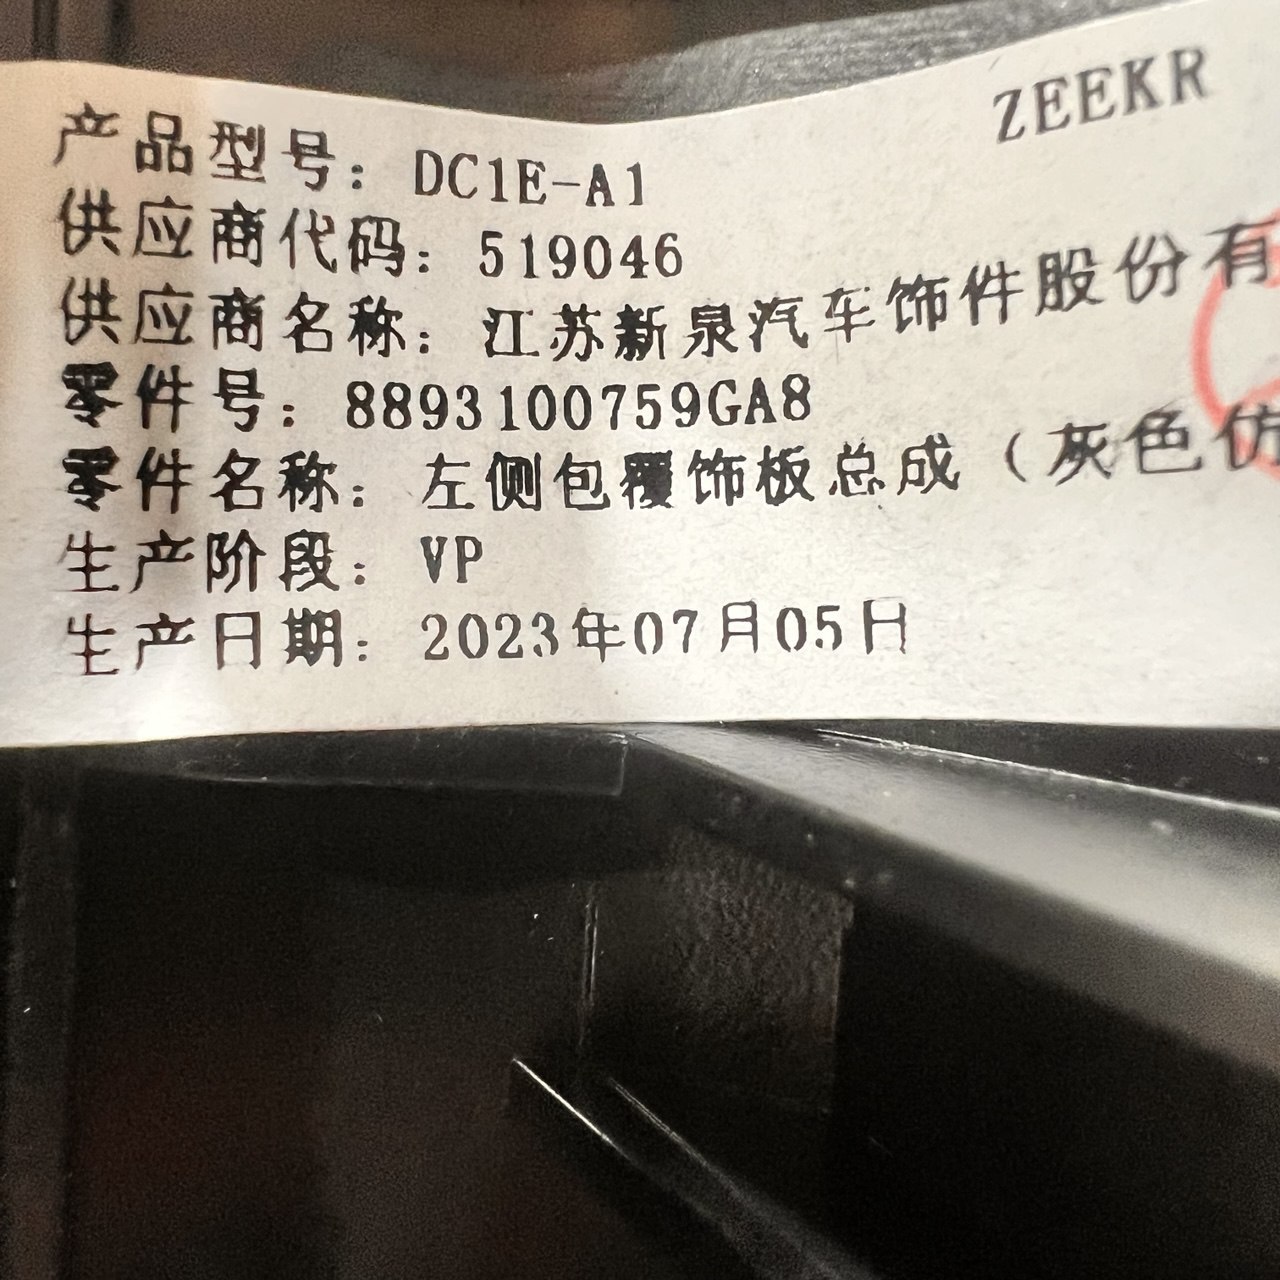 ZEEKR
产品型号：DC1E-A1
供应商代码：519046
供应商名称：江苏新泉汽车饰件股份有
零件号：8893100759GA8
零件名称：左侧包覆饰板总成（灰色仿
生产阶段：VP
生产日期：2023年07月05日